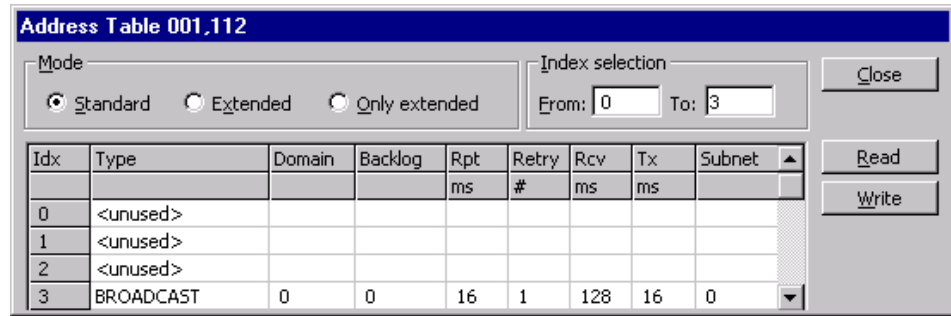 Address Table 001,112
Mode
Standard Extended Only extended
Index selection
From: 0 To: 3
Close
Read
Write
Idx Type Domain Backlog Rpt Retry Rcv Tx Subnet
ms # ms ms
0 <unused>
1 <unused>
2 <unused>
3 BROADCAST 0 0 16 1 128 16 0